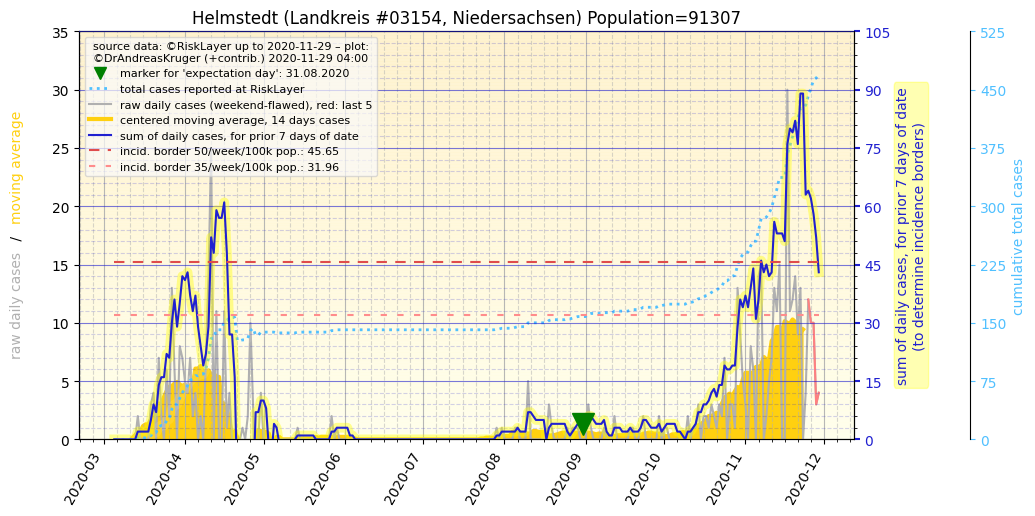 Helmstedt (Landkreis #03154, Niedersachsen) Population=91307
source data: ©RiskLayer up to 2020-11-29 – plot:
©DrAndreasKruger (+contrib.) 2020-11-29 04:00
marker for 'expectation day': 31.08.2020
total cases reported at RiskLayer
raw daily cases (weekend-flawed), red: last 5
centered moving average, 14 days cases
sum of daily cases, for prior 7 days of date
incid. border 50/week/100k pop.: 45.65
incid. border 35/week/100k pop.: 31.96
raw daily cases / moving average
35
30
25
20
15
10
5
0
2020-03
2020-04
2020-05
2020-06
2020-07
2020-08
2020-09
2020-10
2020-11
2020-12
105
90
75
60
45
30
15
0
sum of daily cases, for prior 7 days of date
(to determine incidence borders)
525
450
375
300
225
150
75
0
cumulative total cases